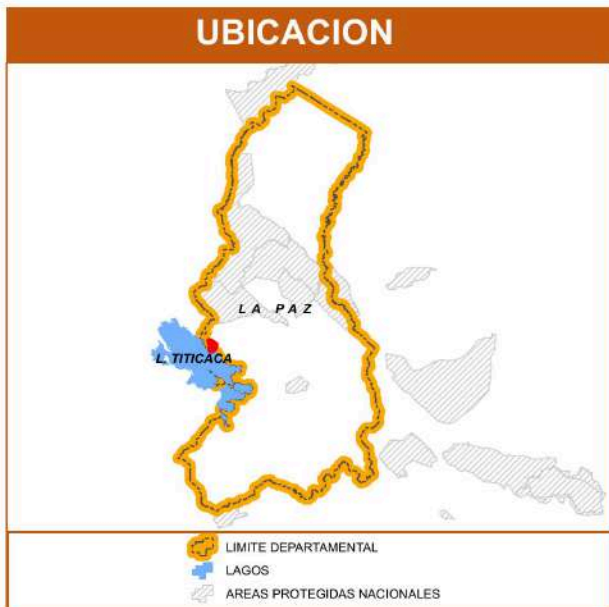 UBICACION
LA PAZ
L. TITICACA
LIMITE DEPARTAMENTAL
LAGOS
AREAS PROTEGIDAS NACIONALES